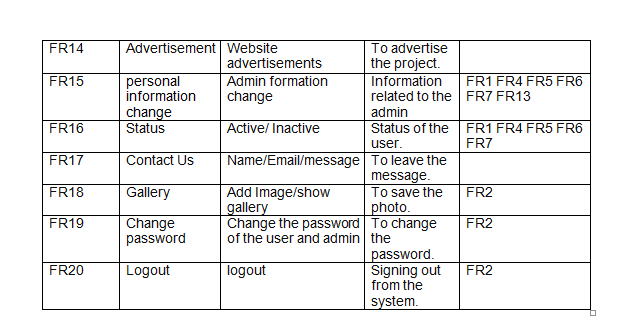 FR14 Advertisement Website To advertise
advertisements the project.
FR15 personal Admin formation Information FR1 FR4 FR5 FR6
information change related to the FR7 FR13
change admin
FR16 Status Active/ Inactive Status of the FR1 FR4 FR5 FR6
user. FR7
FR17 Contact Us Name/Email/message To leave the
message.
FR18 Gallery Add Image/show To save the FR2
gallery photo.
FR19 Change Change the password To change FR2
password of the user and admin the
password.
FR20 Logout logout Signing out FR2
from the
system.